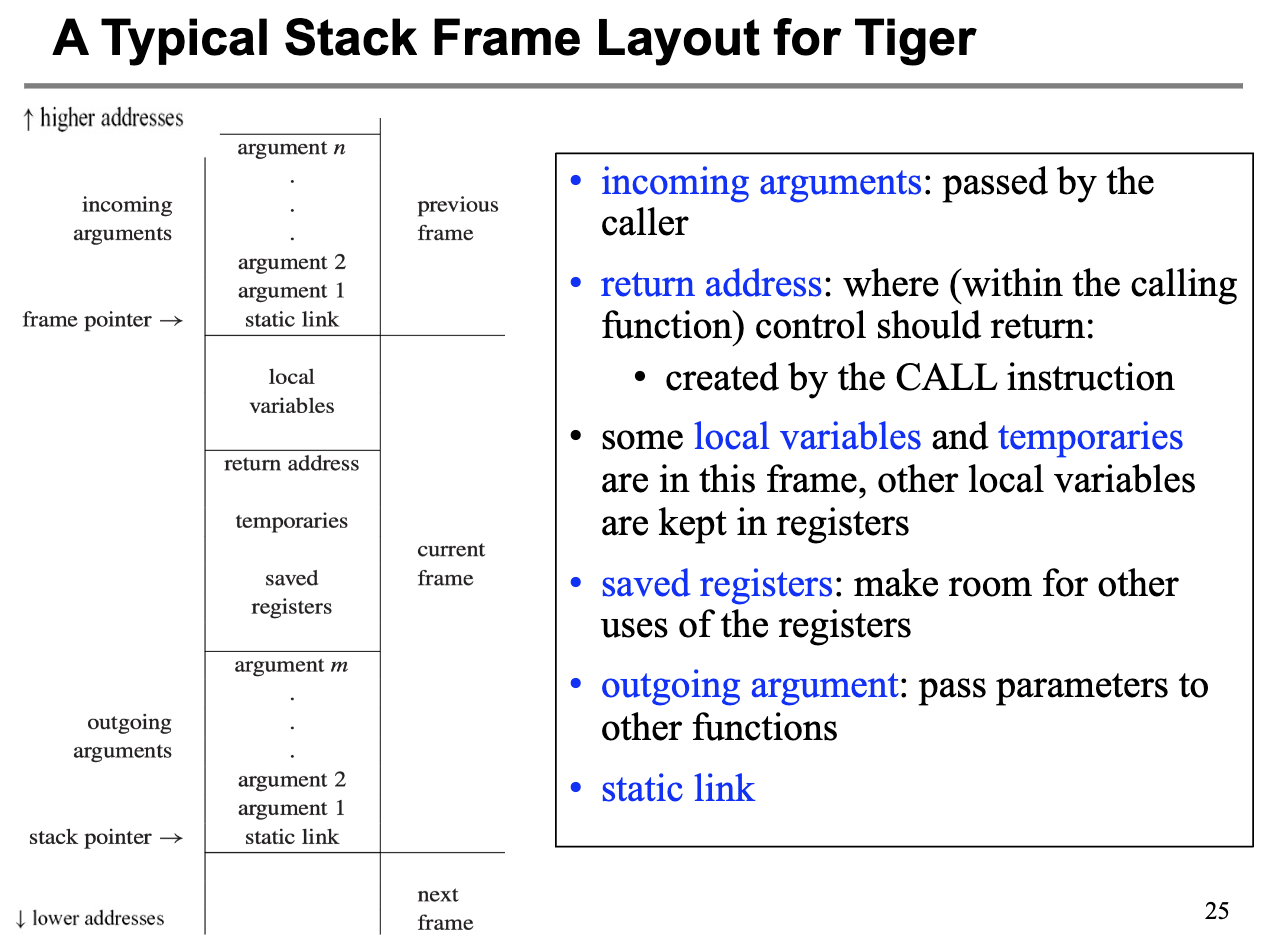 A Typical Stack Frame Layout for Tiger
↑ higher addresses
argument n
.
.
.
incoming
arguments
previous
frame
argument 2
argument 1
frame pointer →
static link
local
variables
return address
temporaries
saved
registers
current
frame
argument m
.
.
.
outgoing
arguments
argument 2
argument 1
stack pointer →
static link
next
frame
↓ lower addresses
• incoming arguments: passed by the
caller
• return address: where (within the calling
function) control should return:
• created by the CALL instruction
• some local variables and temporaries
are in this frame, other local variables
are kept in registers
• saved registers: make room for other
uses of the registers
• outgoing argument: pass parameters to
other functions
• static link
25